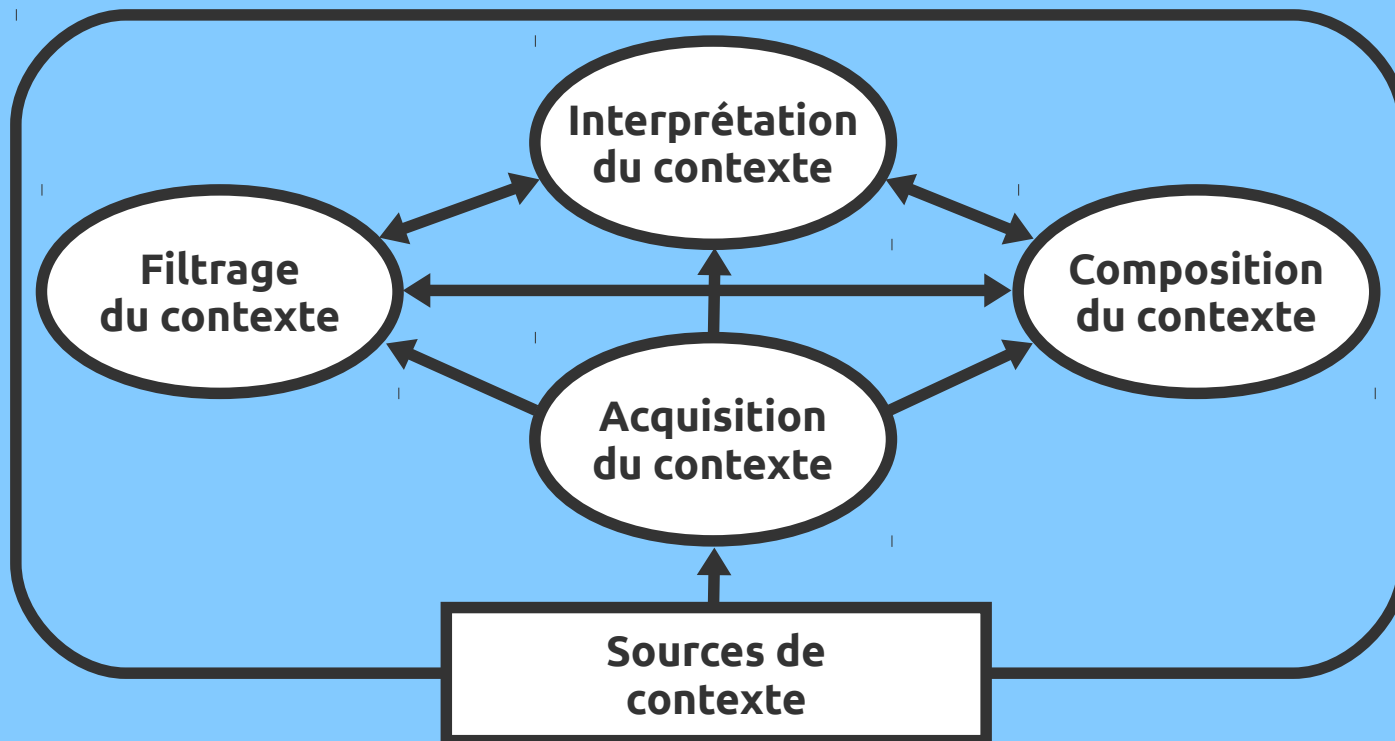 Interprétation
du contexte
Filtrage
du contexte
Composition
du contexte
Acquisition
du contexte
Sources de
contexte